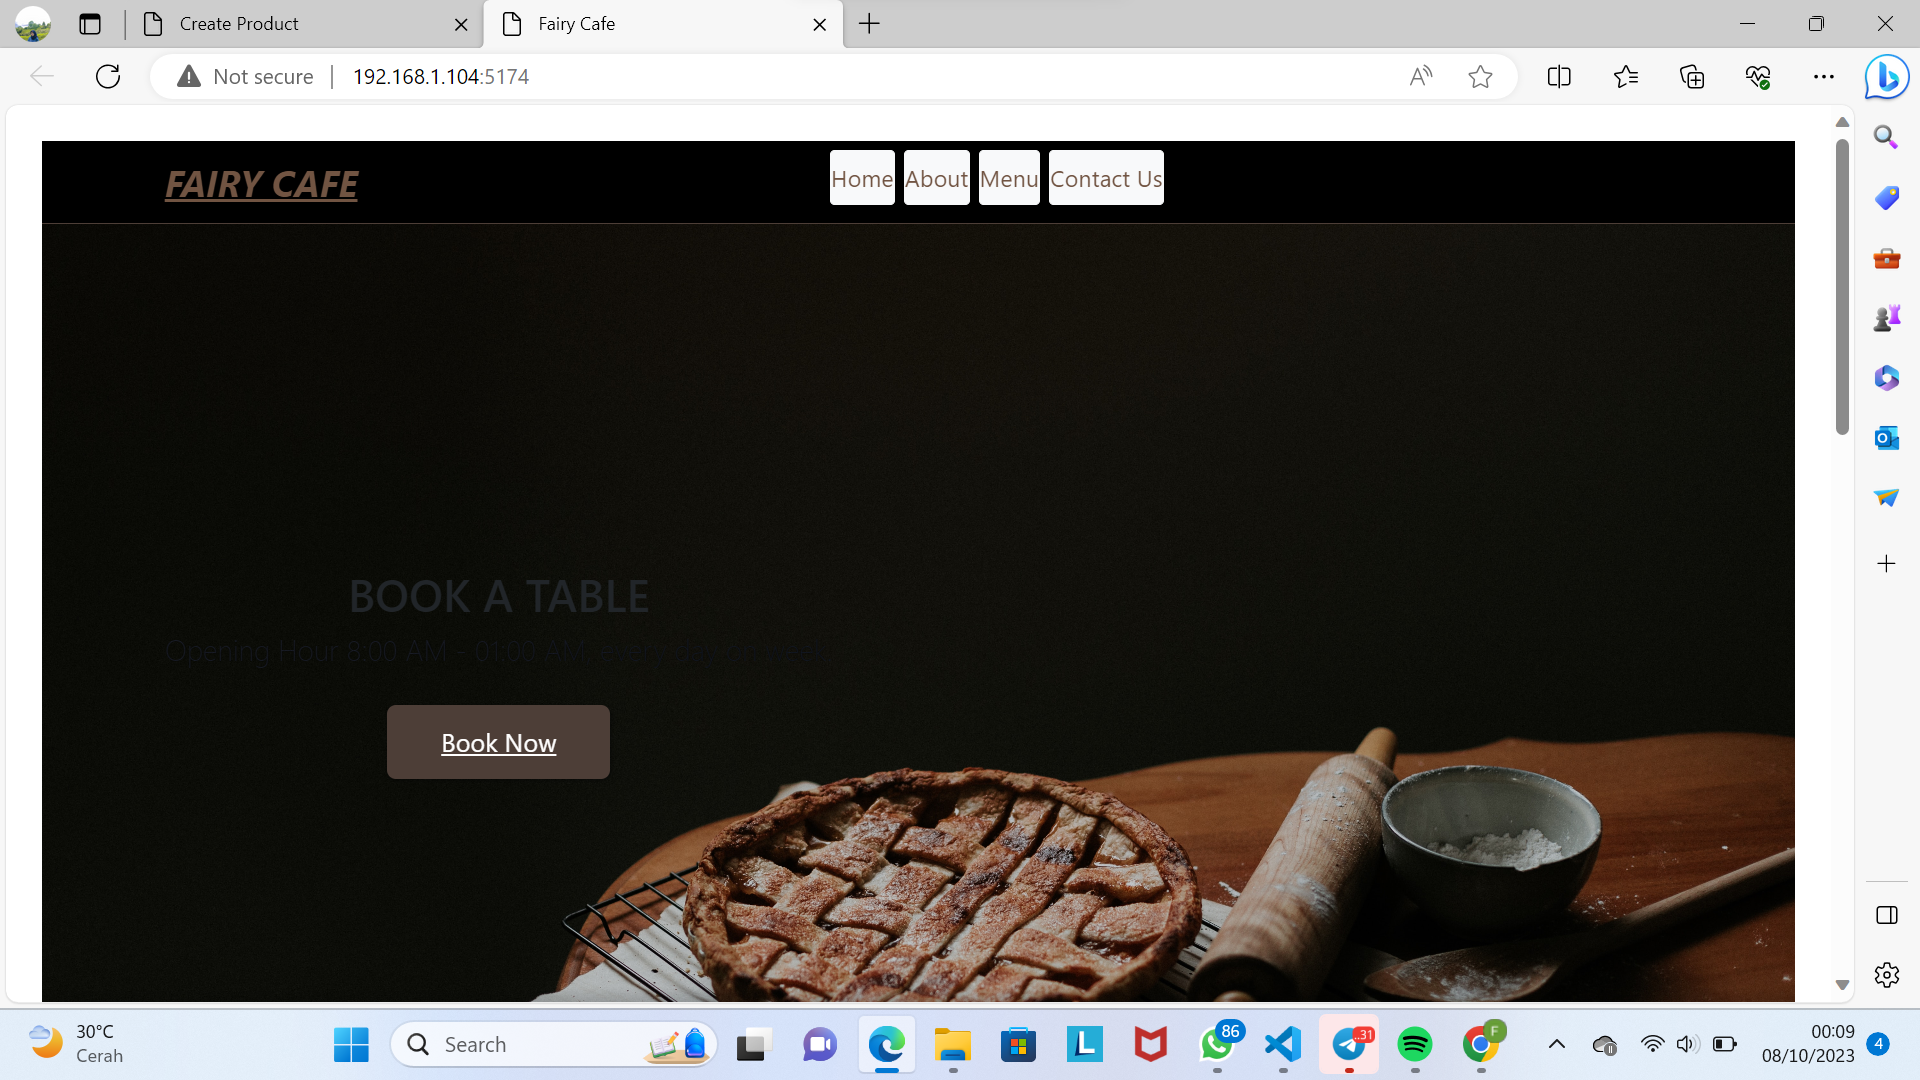 Create Product
Fairy Cafe
Not secure
192.168.1.104:5174
FAIRY CAFE
Home
About
Menu
Contact Us
BOOK A TABLE
Opening Hour 8:00 AM - 01:00 AM, every
Book Now
30°C
Cerah
Search
L
86
31
F
00:09
08/10/2023
4